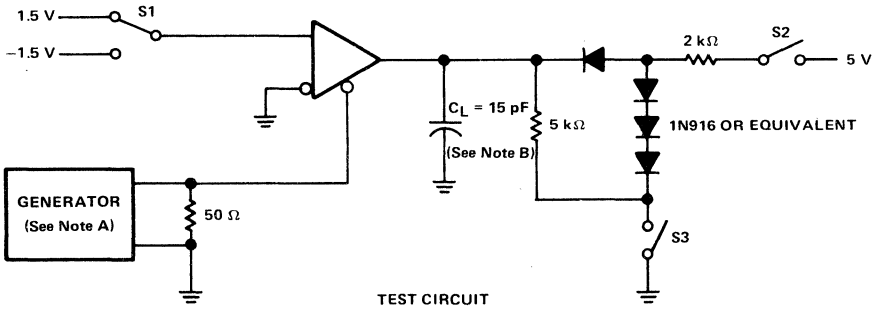 1.5 V
S1
−1.5 V
2 kΩ
S2
5 V
CL = 15 pF
(See Note B)
5 kΩ
1N916 OR EQUIVALENT
GENERATOR
(See Note A)
50 Ω
S3
TEST CIRCUIT